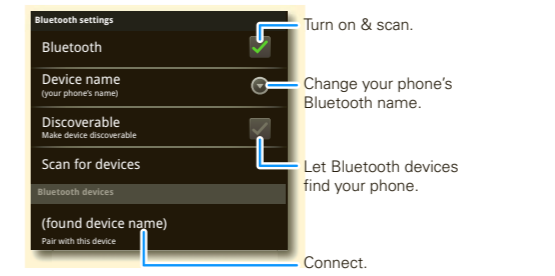 Bluetooth settings
Bluetooth
Turn on & scan.
Device name
(your phone's name)
Change your phone's
Bluetooth name.
Discoverable
Make device discoverable
Let Bluetooth devices
find your phone.
Scan for devices
Bluetooth devices
(found device name)
Pair with this device
Connect.